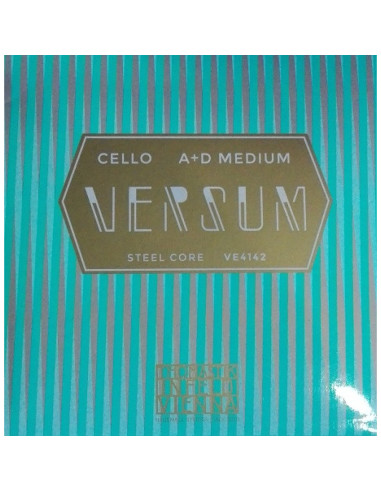 CELLO A+D MEDIUM
VERSUM
STEEL CORE VE4142